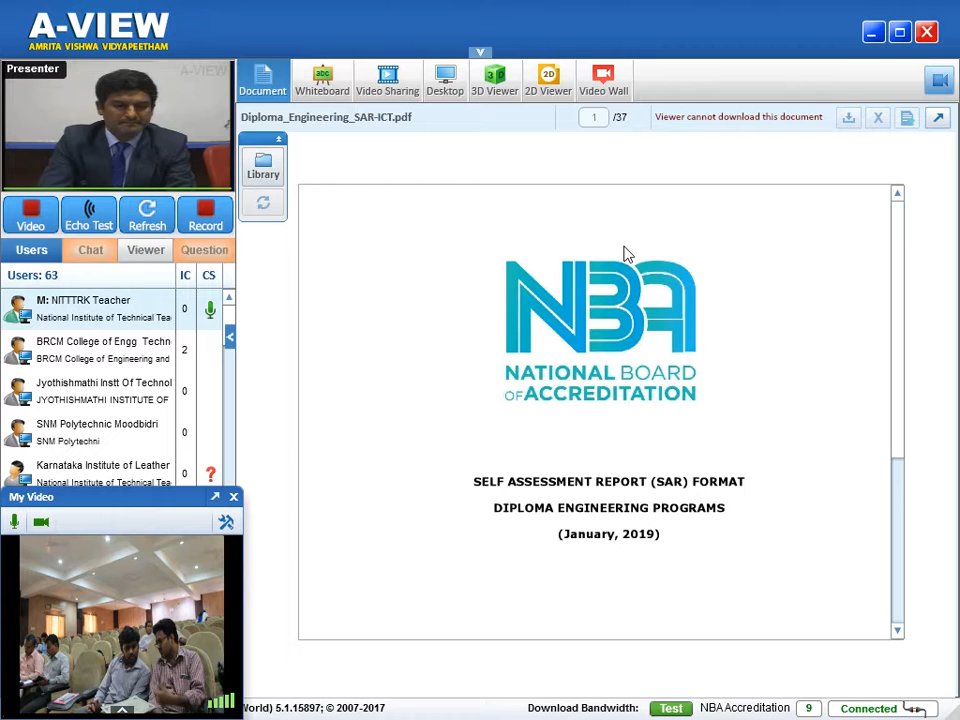 A-VIEW
AMRITA VISHWA VIDYAPEETHAM
Presenter
A-VIEW
Document
abc
Whiteboard
Video Sharing
Desktop
3D
3D Viewer
2D
2D Viewer
Video Wall
Diploma_Engineering_SAR-ICT.pdf
1 /37
Viewer cannot download this document
Library
Video
Echo Test
Refresh
Record
Users
Chat
Viewer
Question
Users: 63
IC
CS
M: NITTTRK Teacher
National Institute of Technical Tea
0
BRCM College of Engg Techn
BRCM College of Engineering and
2
Jyothishmathi Instt Of Technol
JYOTHISHMATHI INSTITUTE OF
0
SNM Polytechnic Moodbidri
SNM Polytechni
0
Karnataka Institute of Leather
National Institute of Technical Tea
0
?
My Video
NBA
NATIONAL BOARD
OF ACCREDITATION
SELF ASSESSMENT REPORT (SAR) FORMAT
DIPLOMA ENGINEERING PROGRAMS
(January, 2019)
World) 5.1.15897; © 2007-2017
Download Bandwidth:
Test
NBA Accreditation
9
Connected